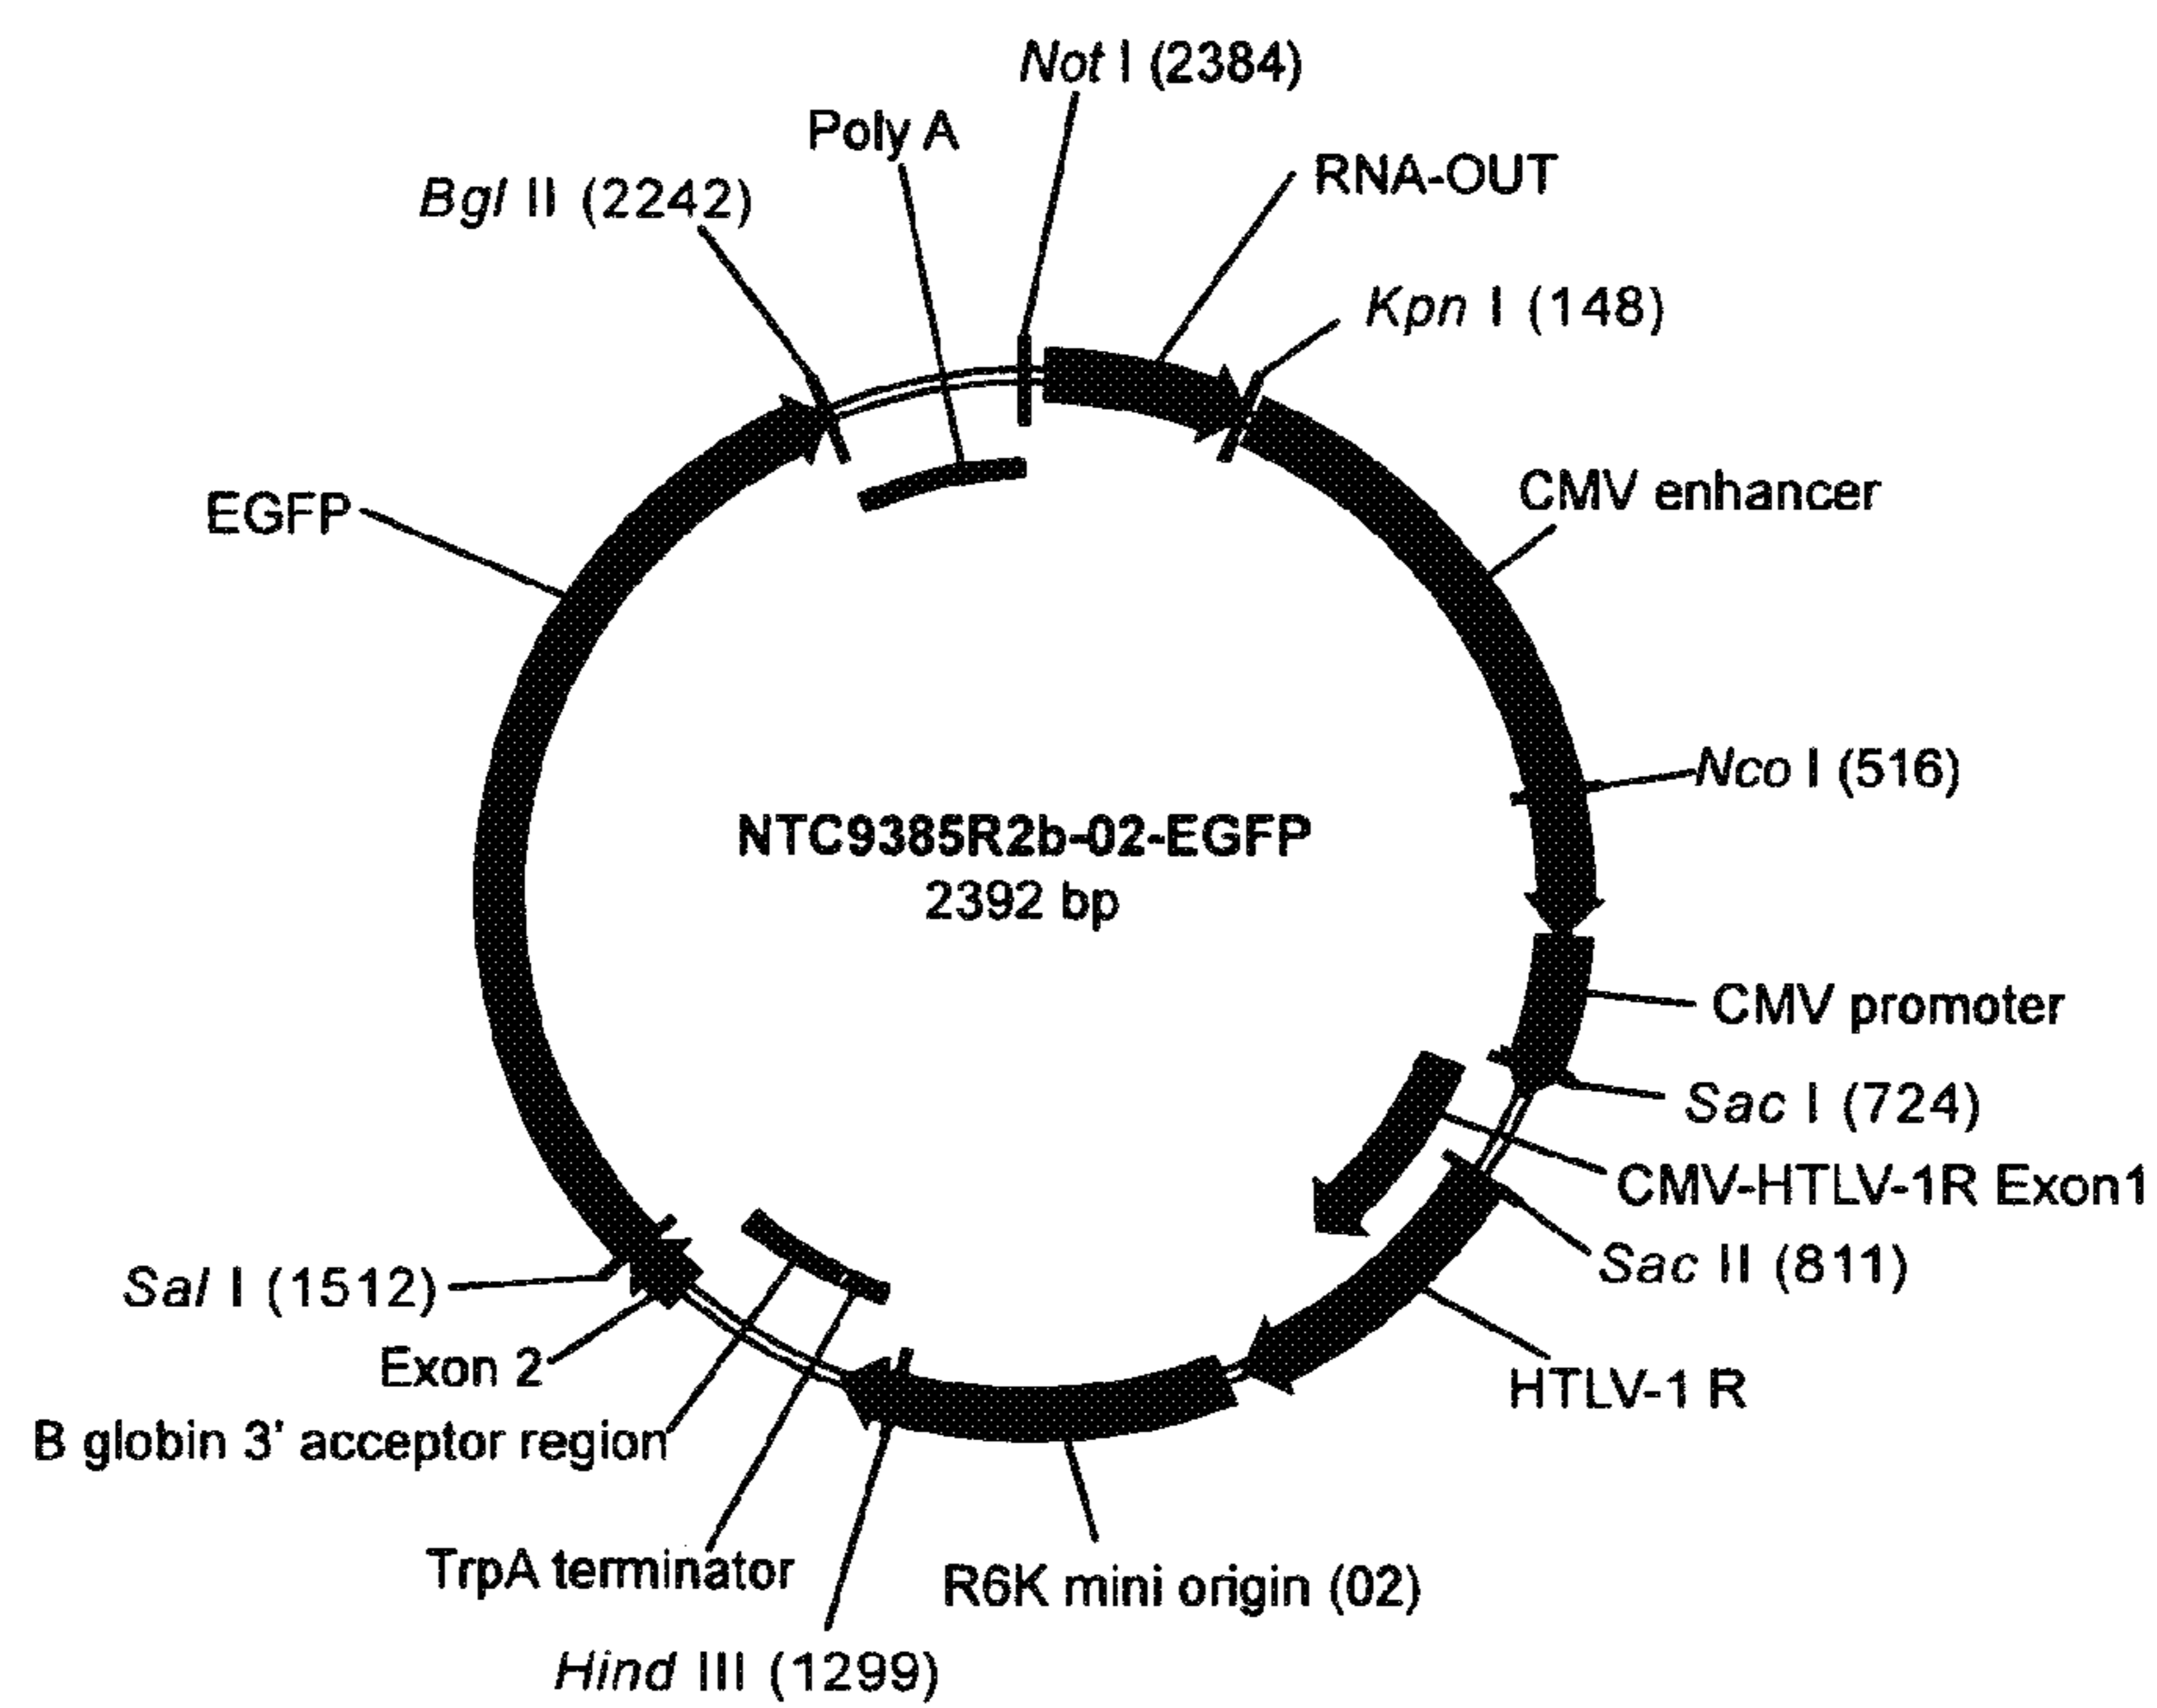 Not I (2384)
Poly A
RNA-OUT
Bgl II (2242)
Kpn I (148)
CMV enhancer
EGFP
Nco I (516)
NTC9385R2b-02-EGFP
2392 bp
CMV promoter
Sac I (724)
CMV-HTLV-1R Exon1
Sac II (811)
Sal I (1512)
Exon 2
HTLV-1 R
B globin 3' acceptor region
TrpA terminator
R6K mini origin (02)
Hind III (1299)